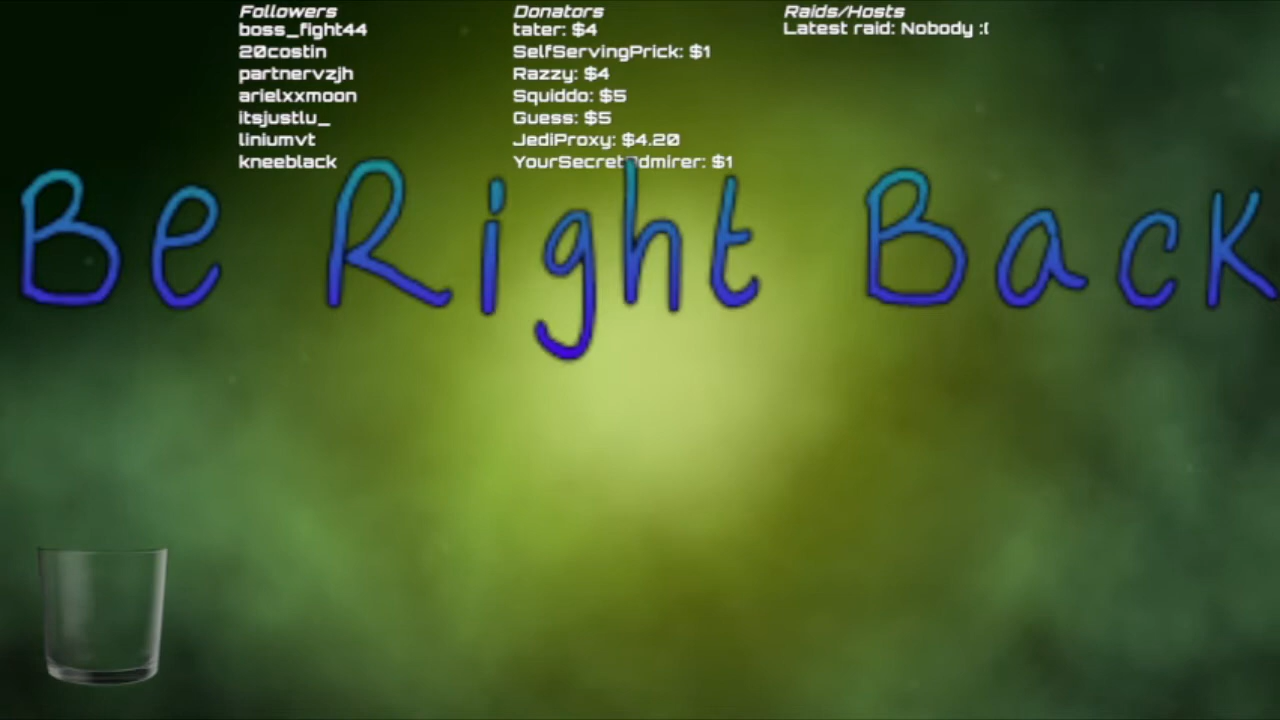 Followers
boss_fight44
20costin
partnervzjh
arielxxmoon
itsjustlu_
liniumvt
kneeblack
Donators
tater: $4
SelfServingPrick: $1
Razzy: $4
Squiddo: $5
Guess: $5
JediProxy: $4.20
YourSecretAdmirer: $1
Raids/Hosts
Latest raid: Nobody :(
Be Right Back